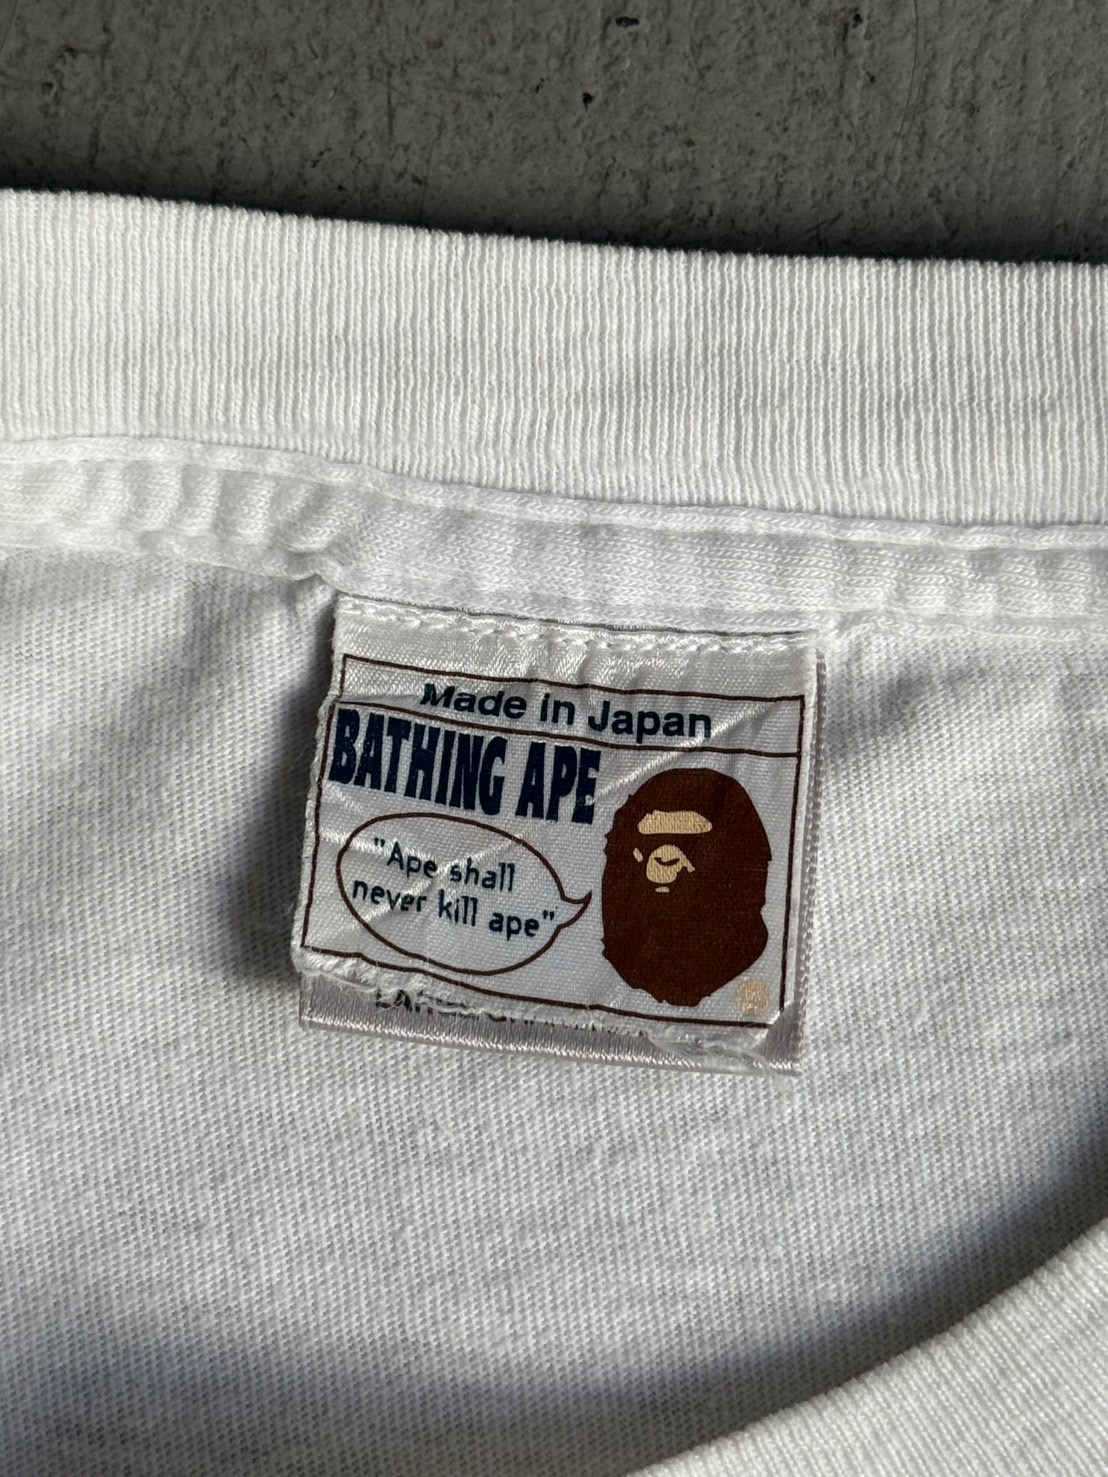 Made in Japan
BATHING APE
"Ape shall
never kill ape"